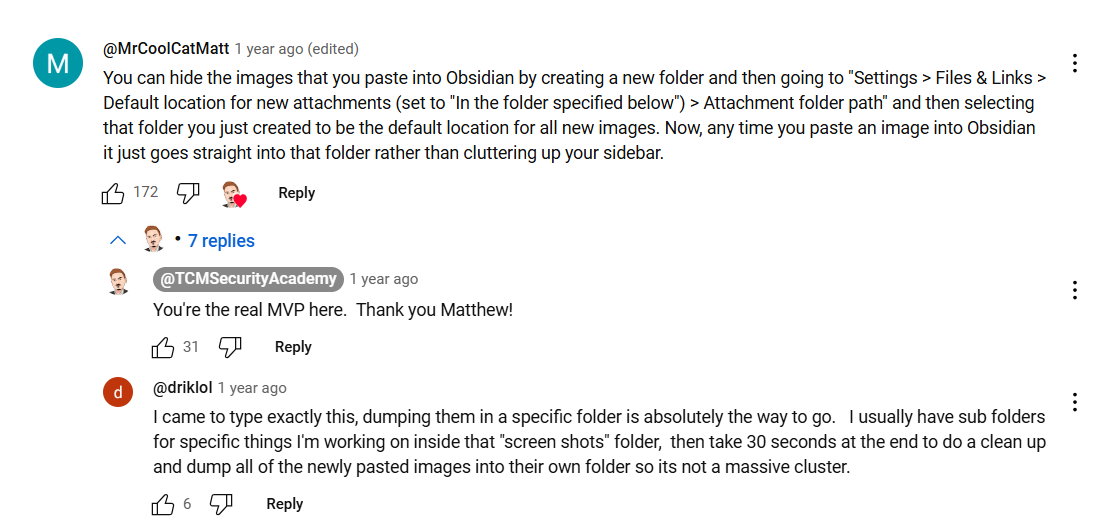 M
@MrCoolCatMatt 1 year ago (edited)
You can hide the images that you paste into Obsidian by creating a new folder and then going to "Settings > Files & Links >
Default location for new attachments (set to "In the folder specified below") > Attachment folder path" and then selecting
that folder you just created to be the default location for all new images. Now, any time you paste an image into Obsidian
it just goes straight into that folder rather than cluttering up your sidebar.
172 Reply
• 7 replies
@TCMSecurityAcademy 1 year ago
You're the real MVP here.  Thank you Matthew!
31 Reply
d
@driklol 1 year ago
I came to type exactly this, dumping them in a specific folder is absolutely the way to go.   I usually have sub folders
for specific things I'm working on inside that "screen shots" folder,  then take 30 seconds at the end to do a clean up
and dump all of the newly pasted images into their own folder so its not a massive cluster.
6 Reply